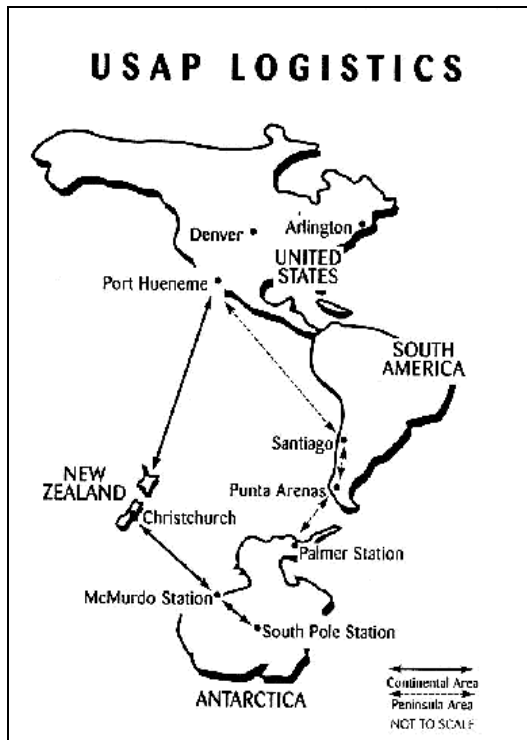 USAP LOGISTICS
Denver
Arlington
UNITED
STATES
Port Hueneme
SOUTH
AMERICA
Santiago
NEW
ZEALAND
Punta Arenas
Christchurch
Palmer Station
McMurdo Station
South Pole Station
ANTARCTICA
Continental Area
Peninsula Area
NOT TO SCALE